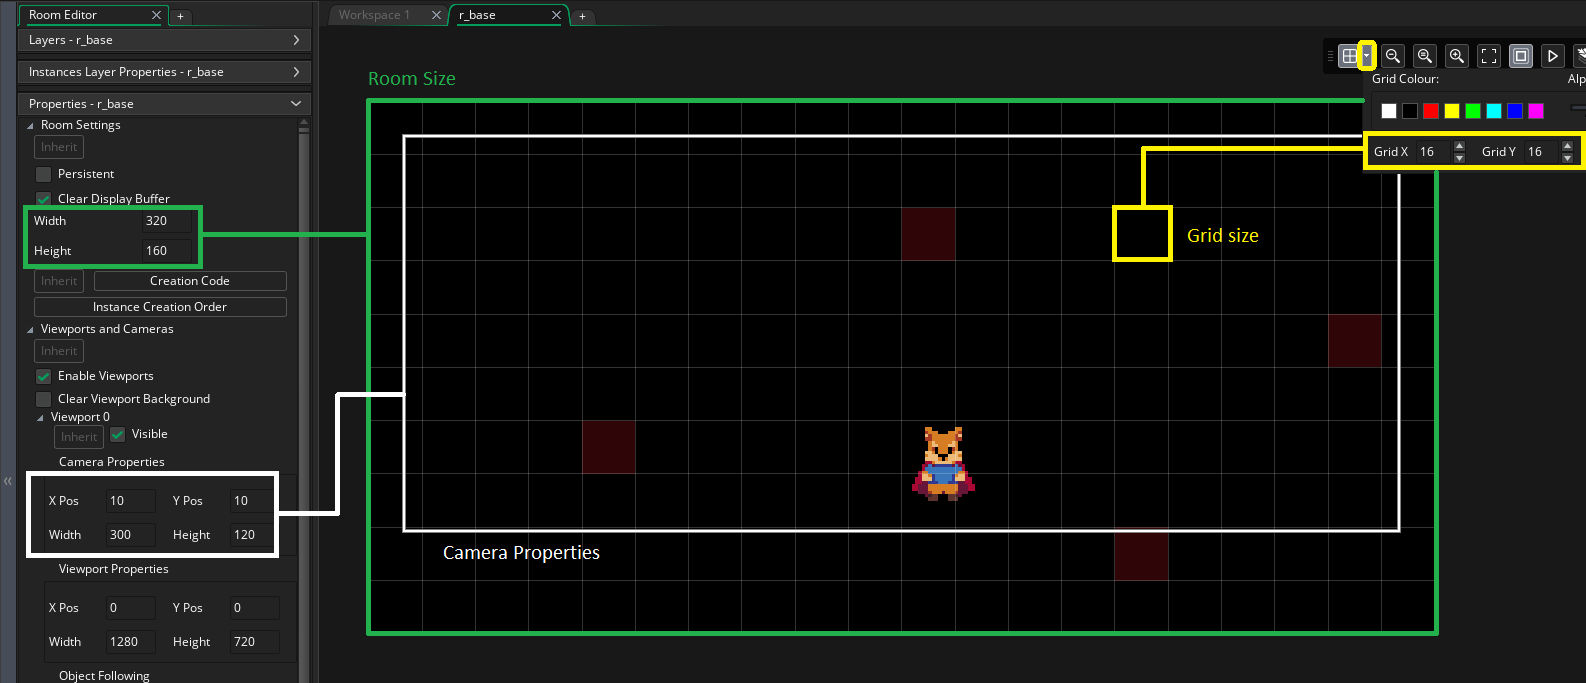 Room Editor
Workspace 1
r_base
Layers - r_base
Instances Layer Properties - r_base
Properties - r_base
Room Settings
Inherit
Persistent
Clear Display Buffer
Width 320
Height 160
Inherit
Creation Code
Instance Creation Order
Viewports and Cameras
Inherit
Enable Viewports
Clear Viewport Background
Viewport 0
Inherit
Visible
Camera Properties
X Pos 10 Y Pos 10
Width 300 Height 120
Viewport Properties
X Pos 0 Y Pos 0
Width 1280 Height 720
Object Following
Room Size
Grid Colour:
Alp
Grid X 16 Grid Y 16
Grid size
Camera Properties